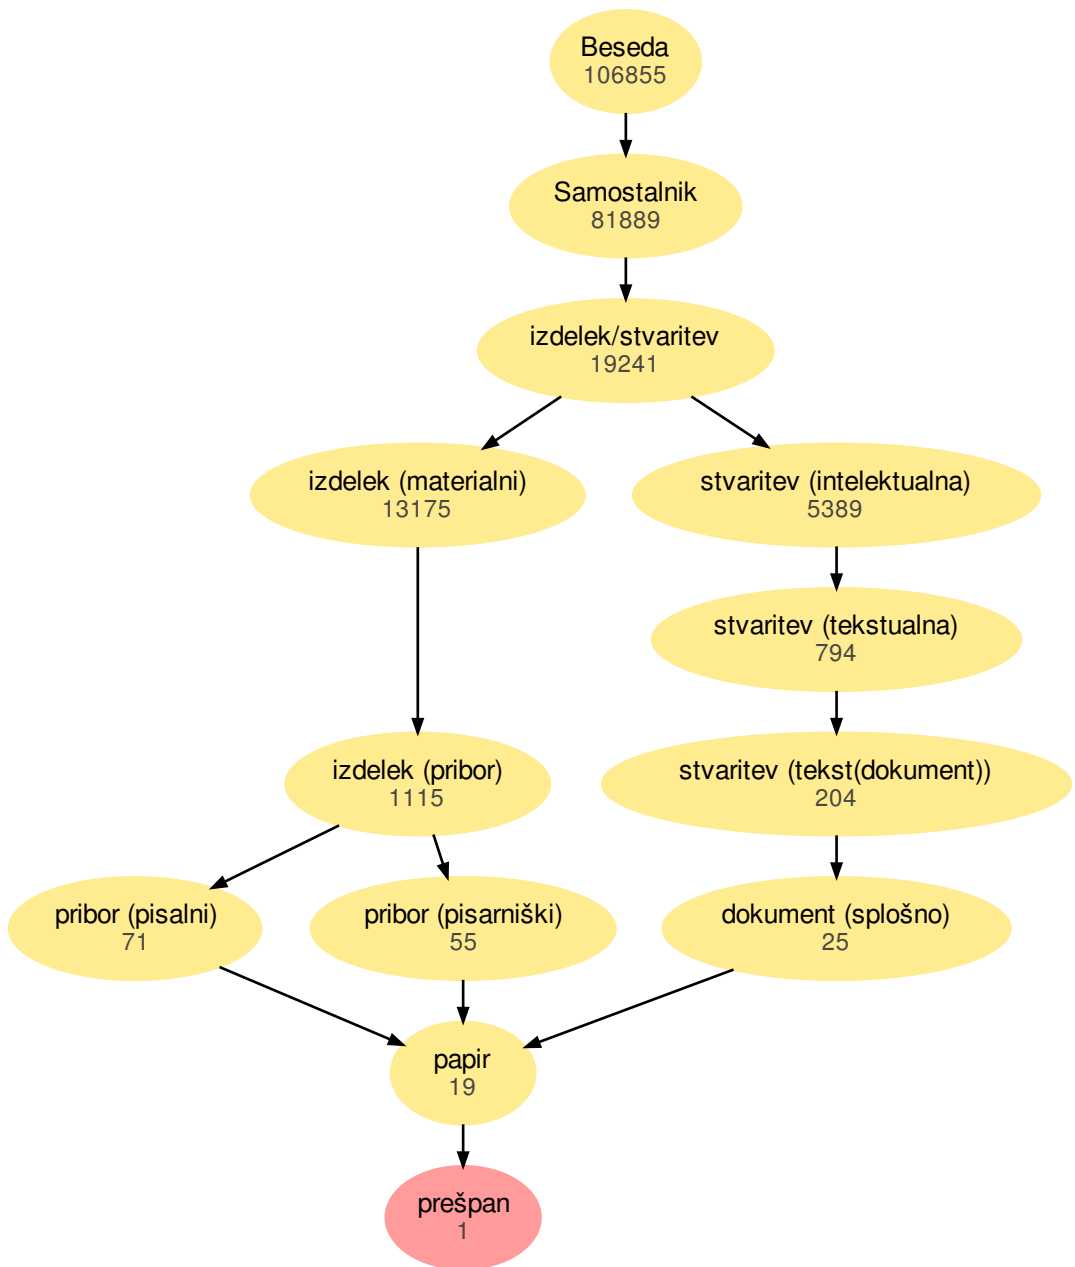 Beseda
106855
Samostalnik
81889
izdelek/stvaritev
19241
izdelek (materialni)
13175
stvaritev (intelektualna)
5389
stvaritev (tekstualna)
794
izdelek (pribor)
1115
stvaritev (tekst(dokument))
204
pribor (pisalni)
71
pribor (pisarniški)
55
dokument (splošno)
25
papir
19
prešpan
1